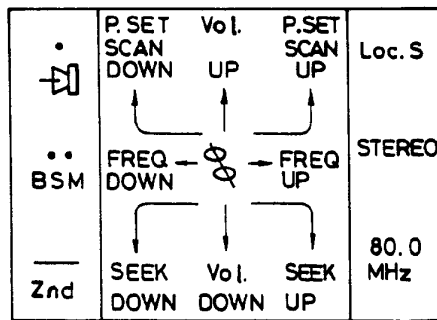 P.SET Vol. P.SET
SCAN SCAN Loc.S
DOWN UP UP
FREQ FREQ STEREO
BSM DOWN UP
80.0
SEEK Vol. SEEK MHz
Znd DOWN DOWN UP